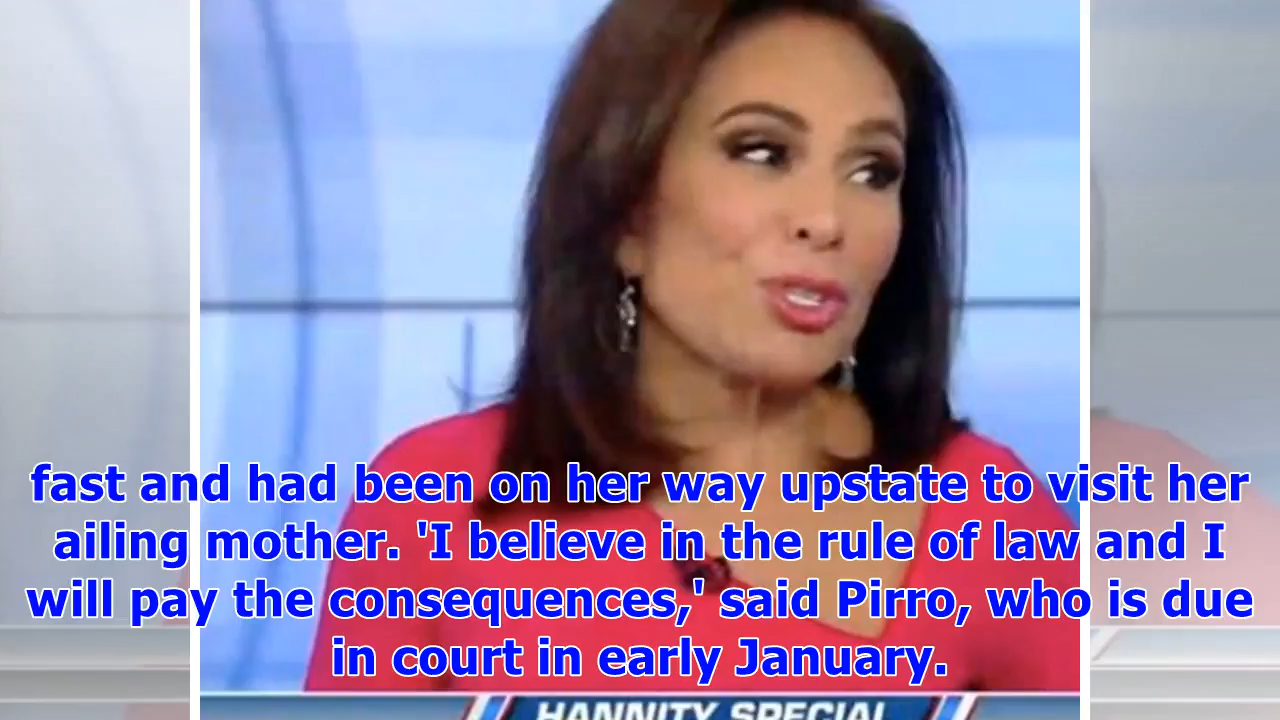 fast and had been on her way upstate to visit her
ailing mother. 'I believe in the rule of law and I
will pay the consequences,' said Pirro, who is due
in court in early January.
HANNITY SPECIAL